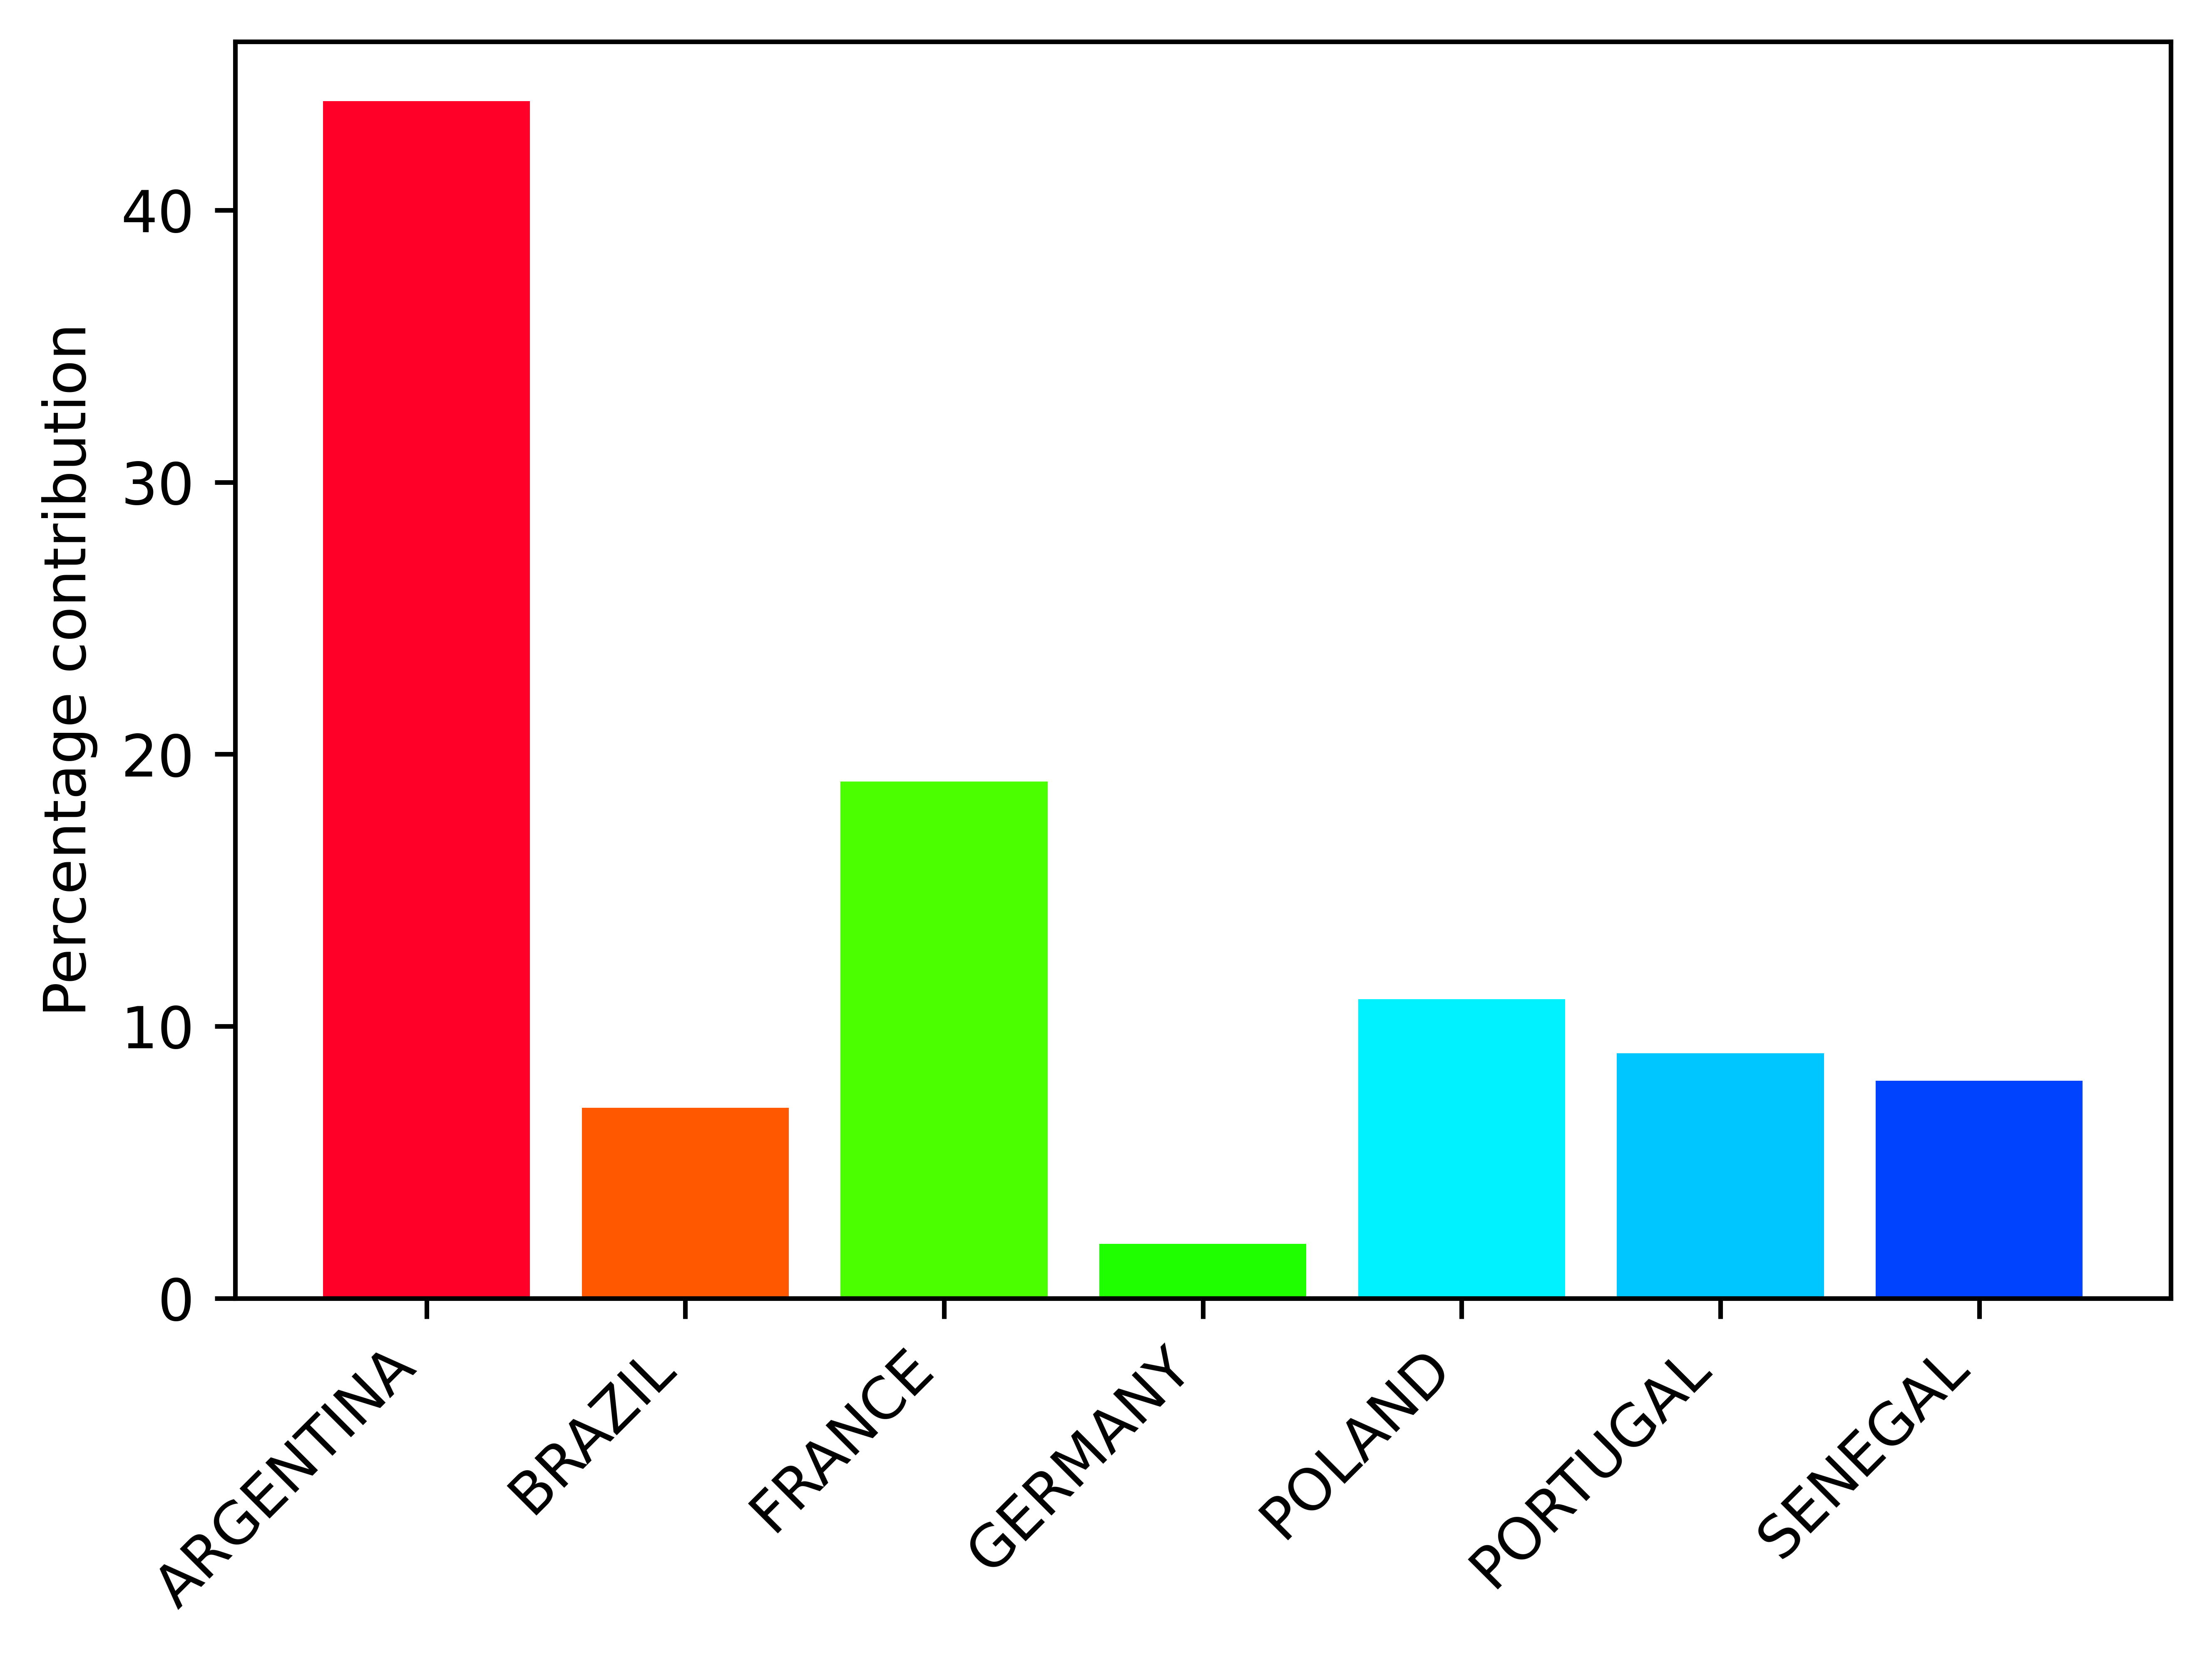 Percentage contribution
40
30
20
10
0
ARGENTINA
BRAZIL
FRANCE
GERMANY
POLAND
PORTUGAL
SENEGAL